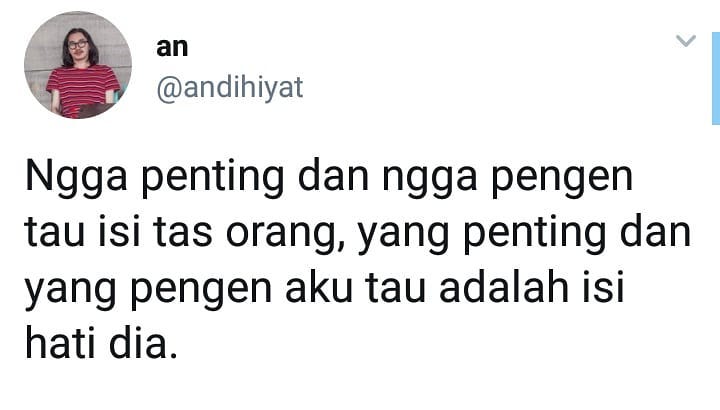 an
@andihiyat
Ngga penting dan ngga pengen
tau isi tas orang, yang penting dan
yang pengen aku tau adalah isi
hati dia.